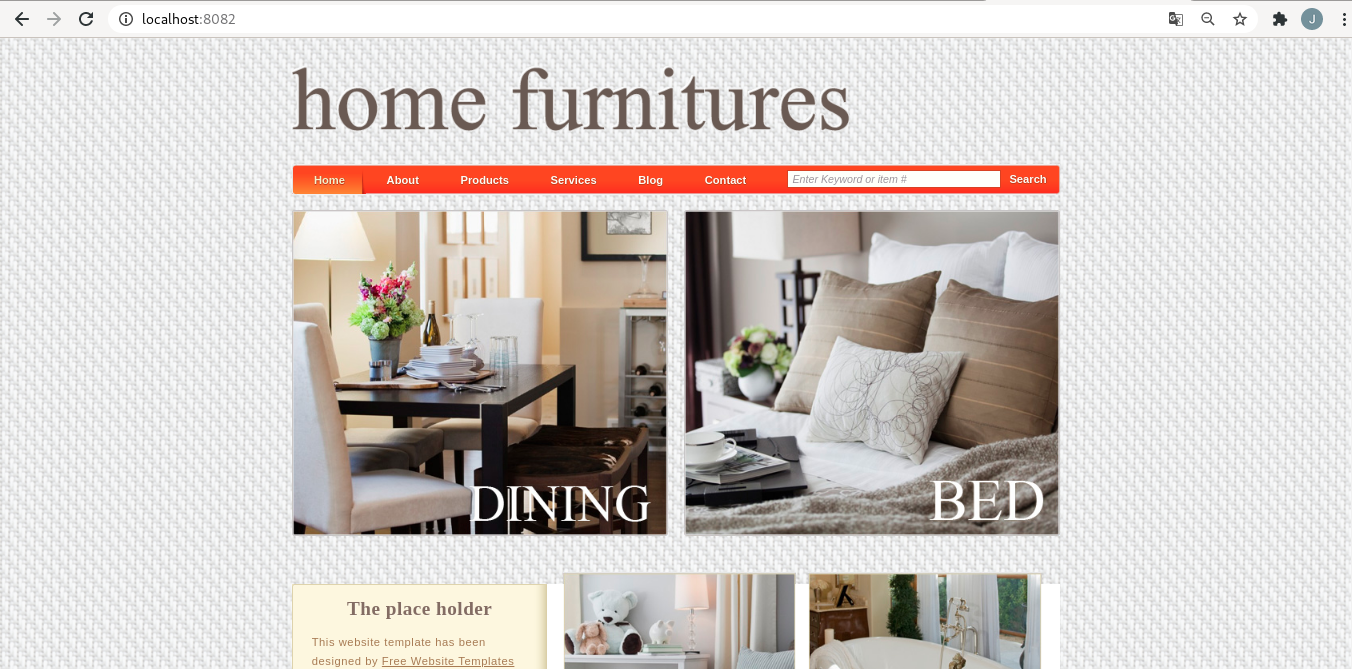 localhost:8082
J
home furnitures
Home About Products Services Blog Contact Enter Keyword or item # Search
DINING
BED
The place holder
This website template has been
designed by Free Website Templates